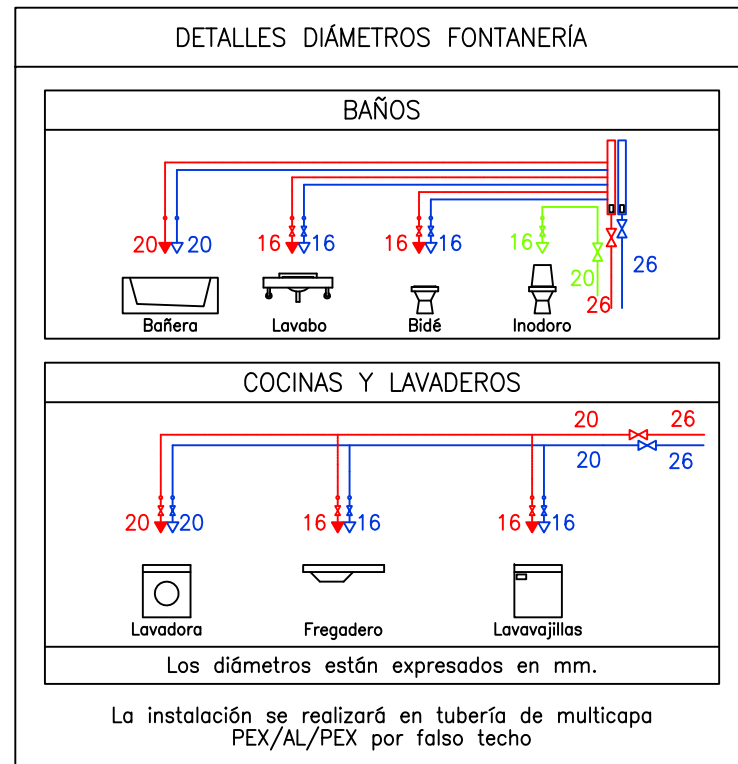 DETALLES DIÁMETROS FONTANERÍA
BAÑOS
20 20 16 16 16 16 16 20 26 26
Bañera Lavabo Bidé Inodoro
COCINAS Y LAVADEROS
20 26
20 26
20 20 16 16 16 16
Lavadora Fregadero Lavavajillas
Los diámetros están expresados en mm.
La instalación se realizará en tubería de multicapa
PEX/AL/PEX por falso techo